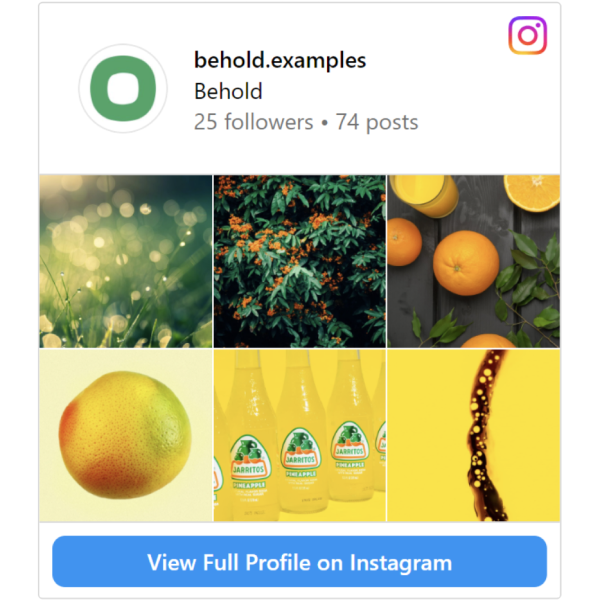 behold.examples
Behold
25 followers • 74 posts
JARRITOS
PINEAPPLE
JARRITOS
PINEAPPLE
JARRITOS
PINEAPPLE
View Full Profile on Instagram